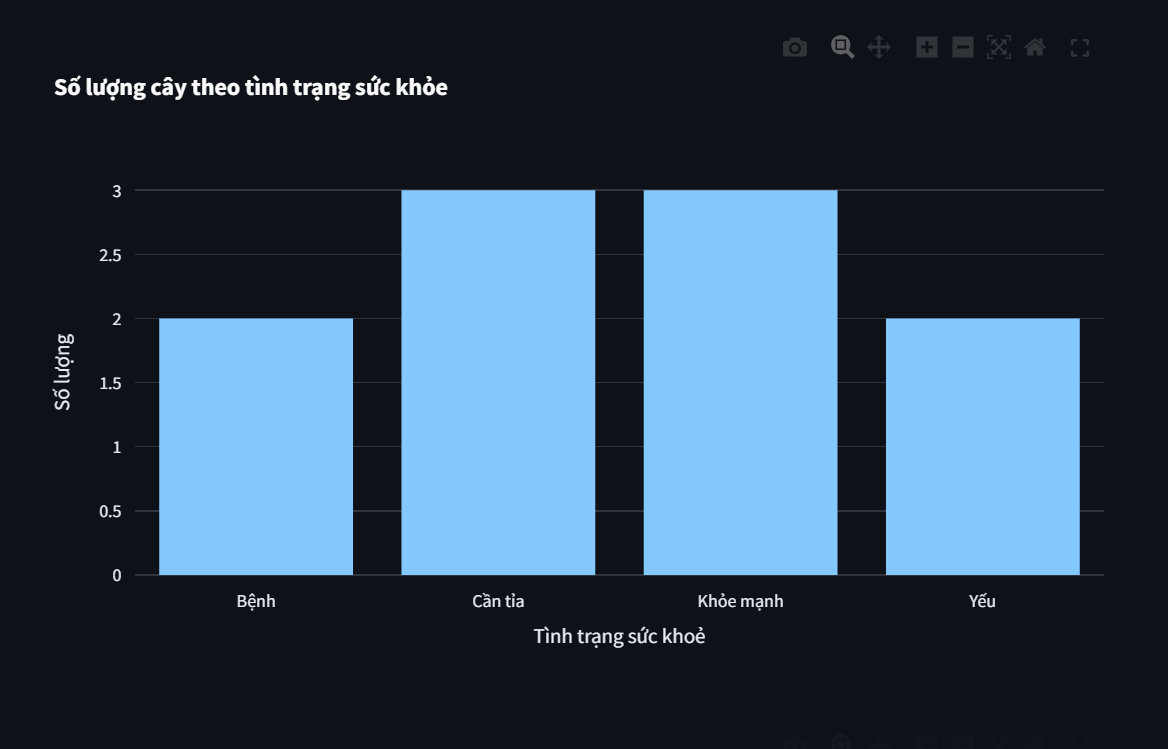 Số lượng cây theo tình trạng sức khỏe
3
2.5
2
1.5
1
0.5
0
Số lượng
Bệnh Cần tỉa Khỏe mạnh Yếu
Tình trạng sức khoẻ